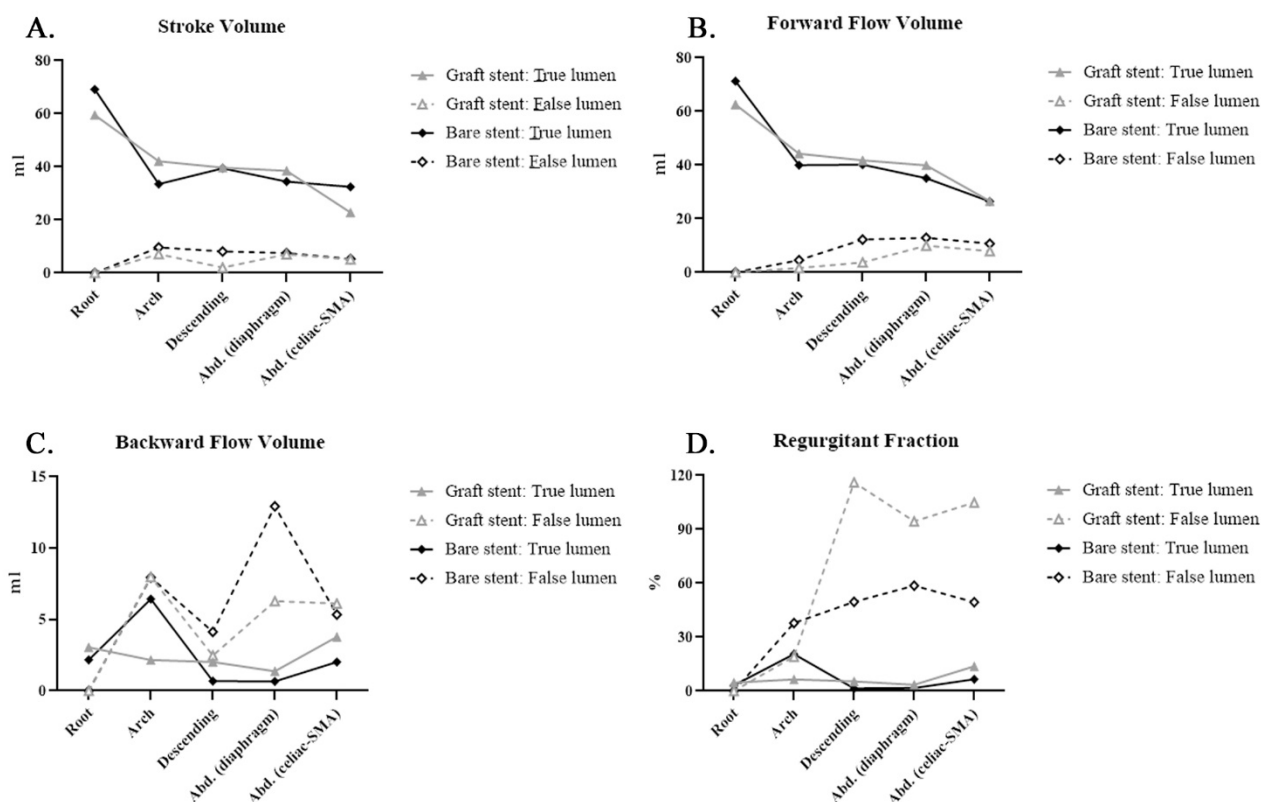 A.
Stroke Volume
80
60
40
20
0
ml
Root
Arch
Descending
Abd. (diaphragm)
Abd. (celiac-SMA)
Graft stent: True lumen
Graft stent: False lumen
Bare stent: True lumen
Bare stent: False lumen
B.
Forward Flow Volume
80
60
40
20
0
ml
Root
Arch
Descending
Abd. (diaphragm)
Abd. (celiac-SMA)
Graft stent: True lumen
Graft stent: False lumen
Bare stent: True lumen
Bare stent: False lumen
C.
Backward Flow Volume
15
10
5
0
ml
Root
Arch
Descending
Abd. (diaphragm)
Abd. (celiac-SMA)
Graft stent: True lumen
Graft stent: False lumen
Bare stent: True lumen
Bare stent: False lumen
D.
Regurgitant Fraction
120
90
60
30
0
%
Root
Arch
Descending
Abd. (diaphragm)
Abd. (celiac-SMA)
Graft stent: True lumen
Graft stent: False lumen
Bare stent: True lumen
Bare stent: False lumen